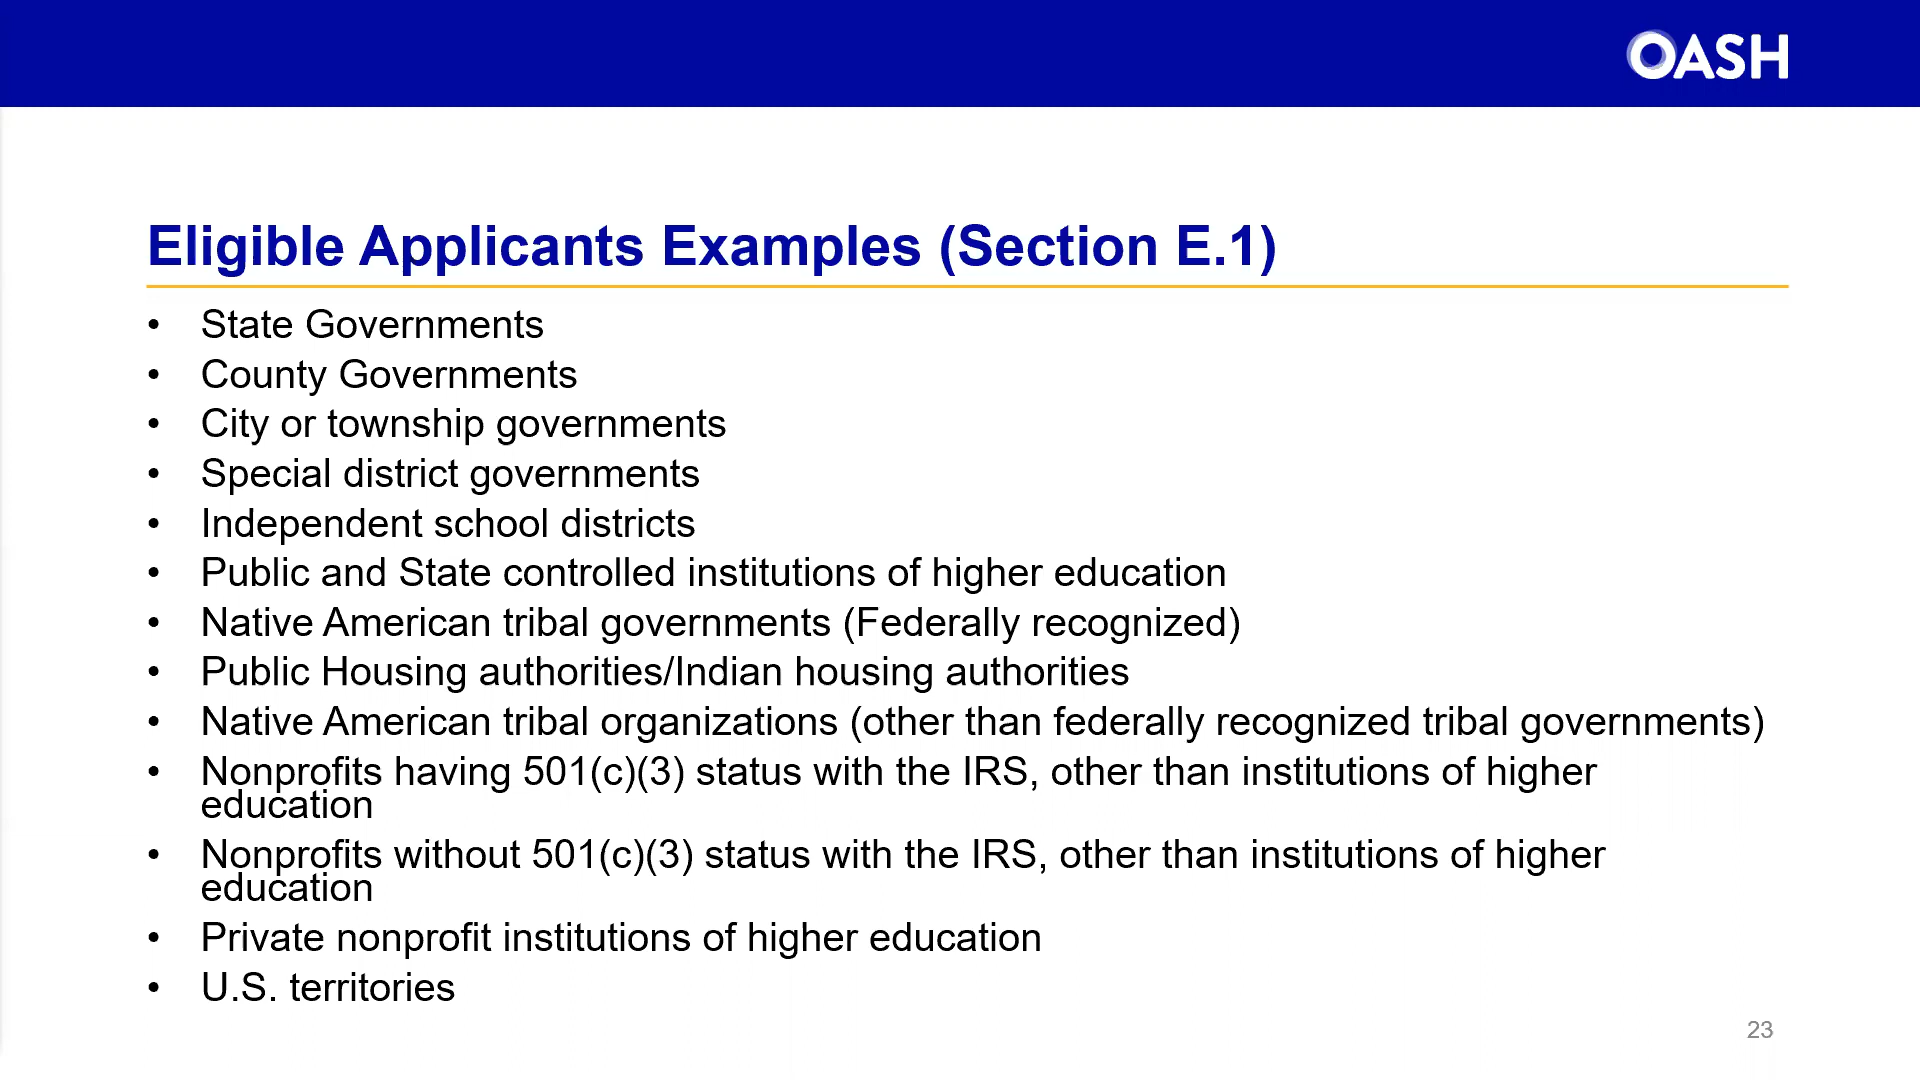 OASH
Eligible Applicants Examples (Section E.1)
• State Governments
• County Governments
• City or township governments
• Special district governments
• Independent school districts
• Public and State controlled institutions of higher education
• Native American tribal governments (Federally recognized)
• Public Housing authorities/Indian housing authorities
• Native American tribal organizations (other than federally recognized tribal governments)
• Nonprofits having 501(c)(3) status with the IRS, other than institutions of higher
education
• Nonprofits without 501(c)(3) status with the IRS, other than institutions of higher
education
• Private nonprofit institutions of higher education
• U.S. territories
23